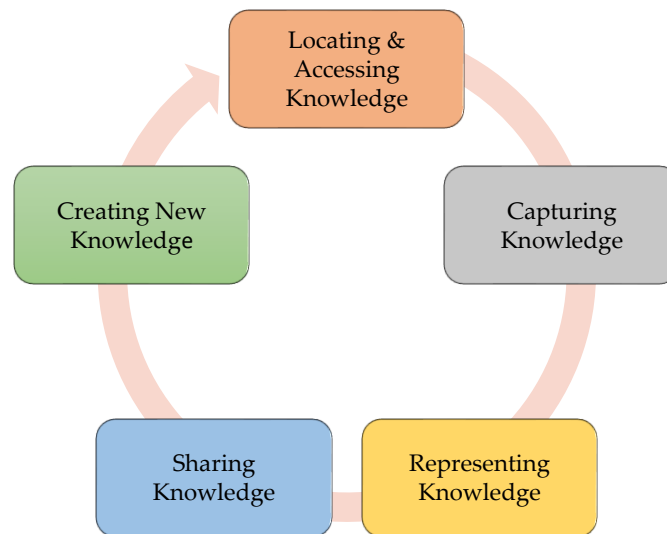 Locating &
Accessing
Knowledge
Capturing
Knowledge
Representing
Knowledge
Sharing
Knowledge
Creating New
Knowledge